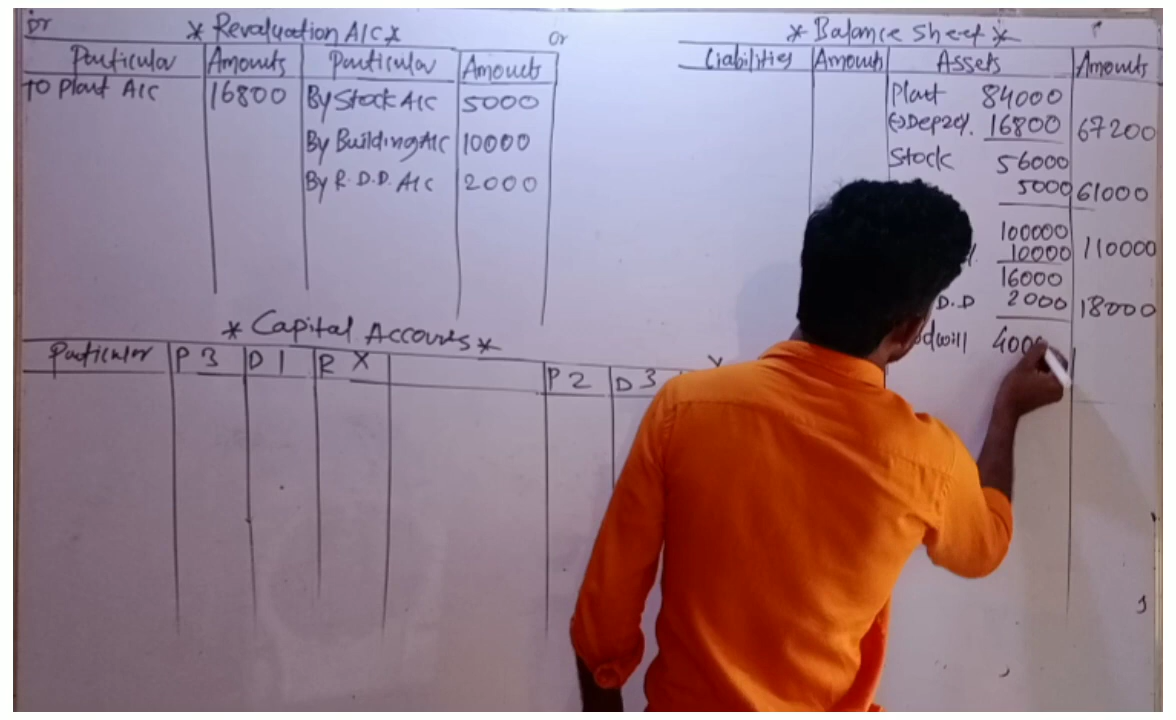 Dr * Revaluation A/C *
Particular Amounts Particular Amounts
To Plant A/C 16800 By Stock A/C 5000
By Building A/C 10000
By R.D.D. A/C 2000
* Balance Sheet *
Liabilities Amounts Assets Amounts
Plant 84000
(-) Dep 20%. 16800 67200
Stock 56000
5000 61000
100000
10000 110000
16000
D.D 2000 18000
dwill 4000
* Capital Accounts *
Particular P 3 D 1 R X P 2 D 3